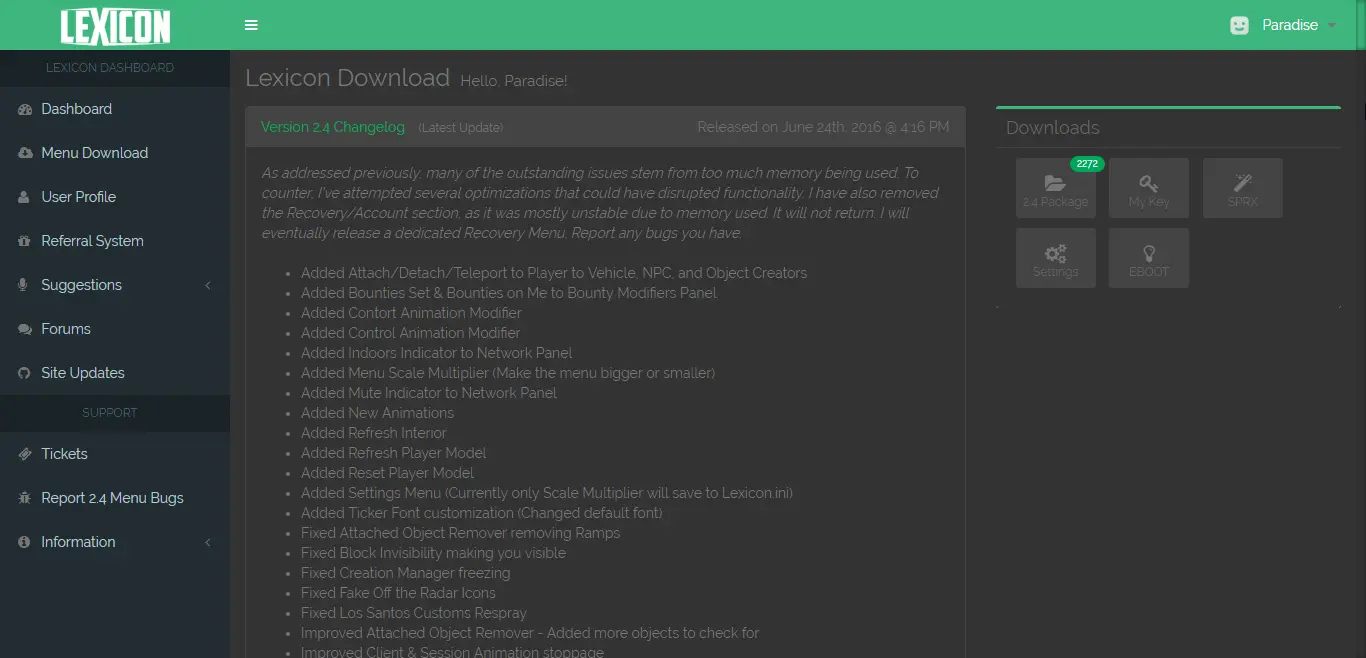 LEXICON
Paradise
LEXICON DASHBOARD
Dashboard
Menu Download
User Profile
Referral System
Suggestions
Forums
Site Updates
SUPPORT
Tickets
Report 2.4 Menu Bugs
Information
Lexicon Download Hello, Paradise!
Version 2.4 Changelog (Latest Update) Released on June 24th, 2016 @ 4:16 PM
As addressed previously, many of the outstanding issues stem from too much memory being used. To
counter, I've attempted several optimizations that could have disrupted functionality. I have also removed
the Recovery/Account section, as it was mostly unstable due to memory used. It will not return. I will
eventually release a dedicated Recovery Menu. Report any bugs you have.
• Added Attach/Detach/Teleport to Player to Vehicle, NPC, and Object Creators
• Added Bounties Set & Bounties on Me to Bounty Modifiers Panel
• Added Contort Animation Modifier
• Added Control Animation Modifier
• Added Indoors Indicator to Network Panel
• Added Menu Scale Multiplier (Make the menu bigger or smaller)
• Added Mute Indicator to Network Panel
• Added New Animations
• Added Refresh Interior
• Added Refresh Player Model
• Added Reset Player Model
• Added Settings Menu (Currently only Scale Multiplier will save to Lexicon.ini)
• Added Ticker Font customization (Changed default font)
• Fixed Attached Object Remover removing Ramps
• Fixed Block Invisibility making you visible
• Fixed Creation Manager freezing
• Fixed Fake Off the Radar Icons
• Fixed Los Santos Customs Respray
• Improved Attached Object Remover - Added more objects to check for
• Improved Client & Session Animation stoppage
Downloads
2272
2.4 Package
My Key
SPRX
Settings
EBOOT